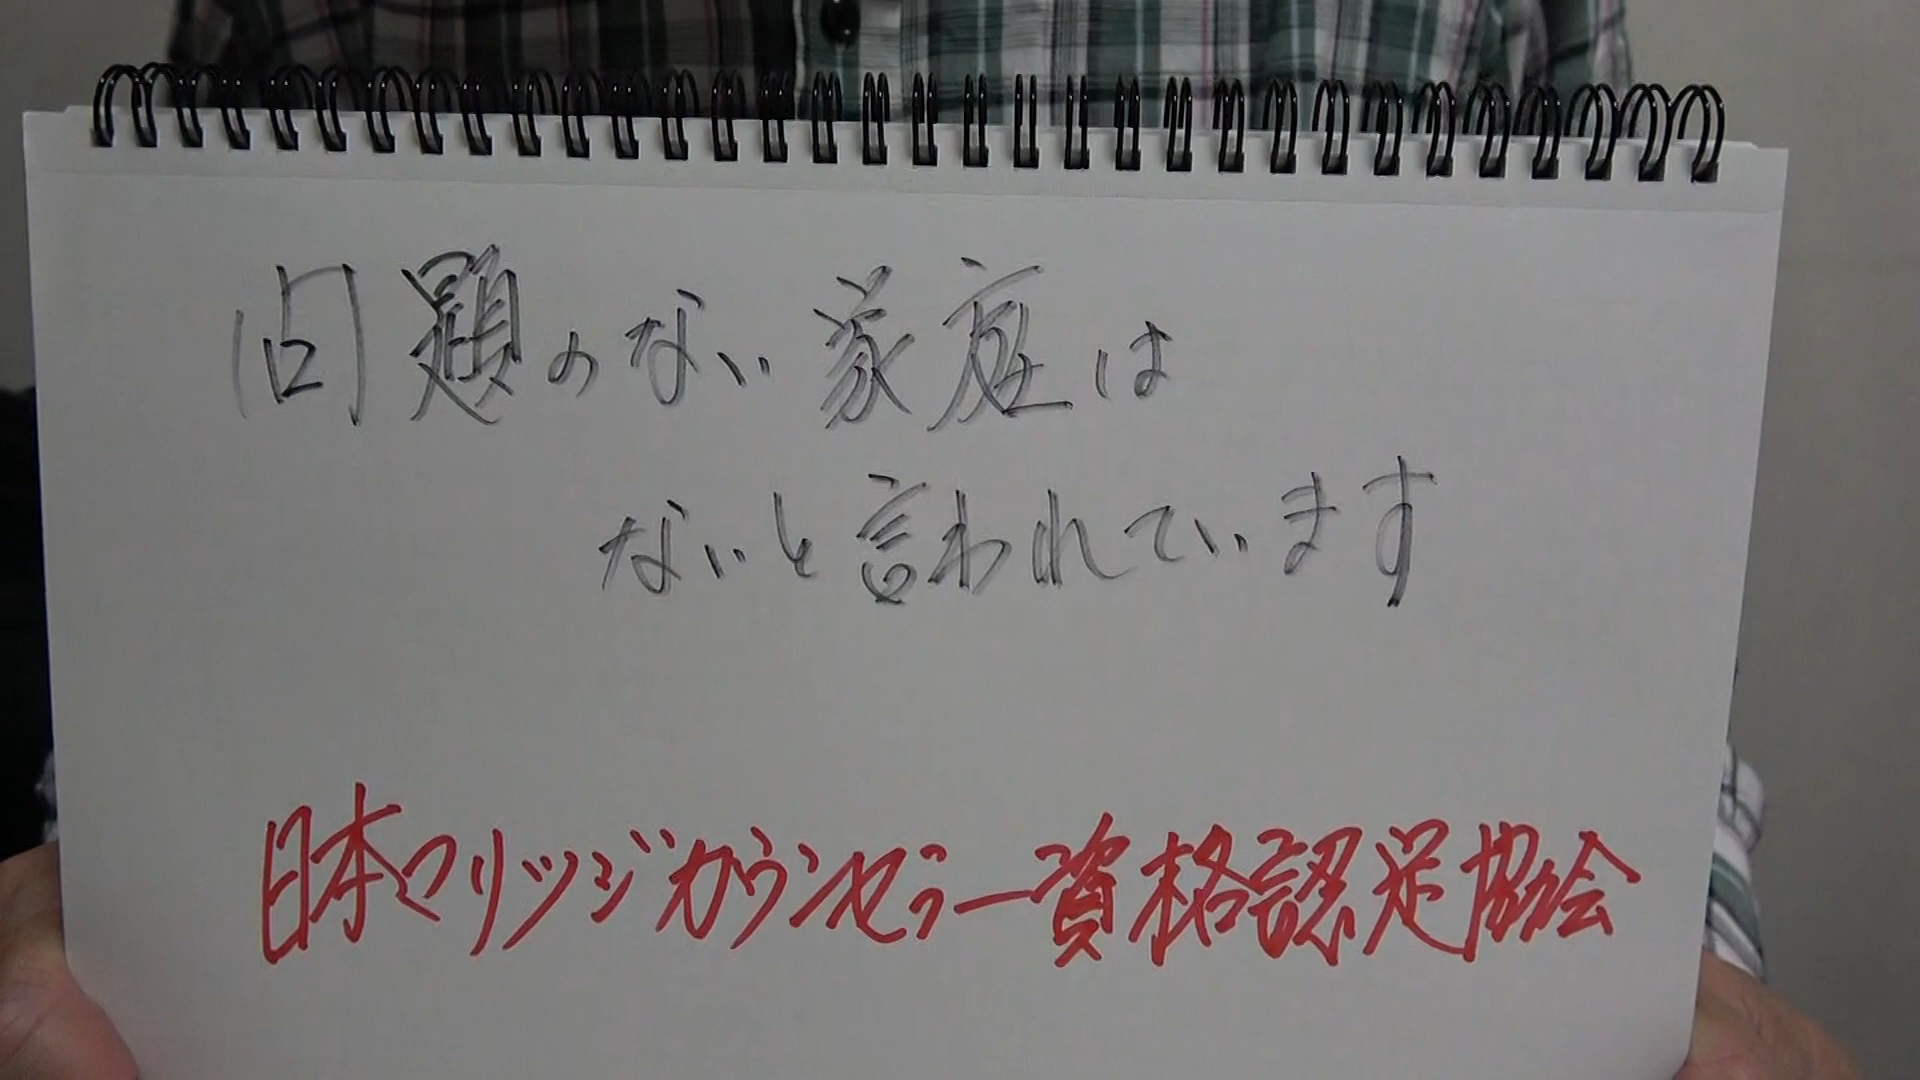 問題のない家庭は
ないと言われています
日本マリッジカウンセラー資格認定協会